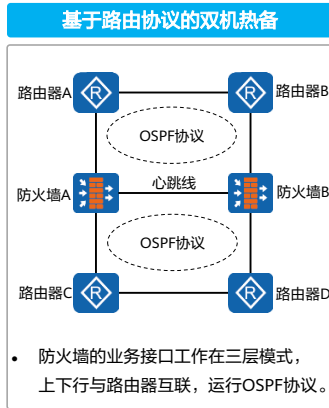 基于路由协议的双机热备
路由器A
R
R
路由器B
OSPF协议
防火墙A
心跳线
防火墙B
OSPF协议
路由器C
R
R
路由器D
• 防火墙的业务接口工作在三层模式，
上下行与路由器互联，运行OSPF协议。